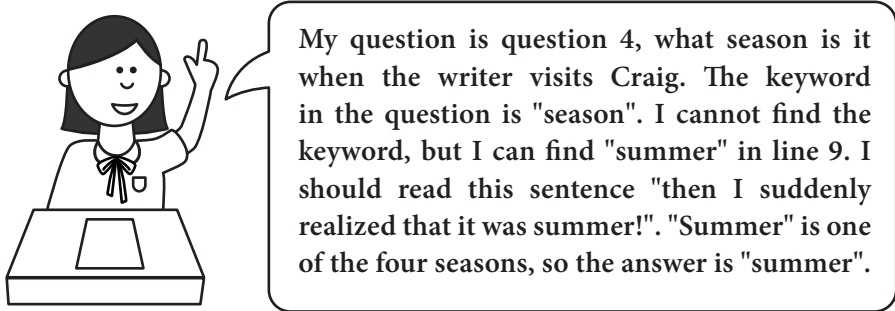 My question is question 4, what season is it
when the writer visits Craig. The keyword
in the question is "season". I cannot find the
keyword, but I can find "summer" in line 9. I
should read this sentence "then I suddenly
realized that it was summer!". "Summer" is one
of the four seasons, so the answer is "summer".